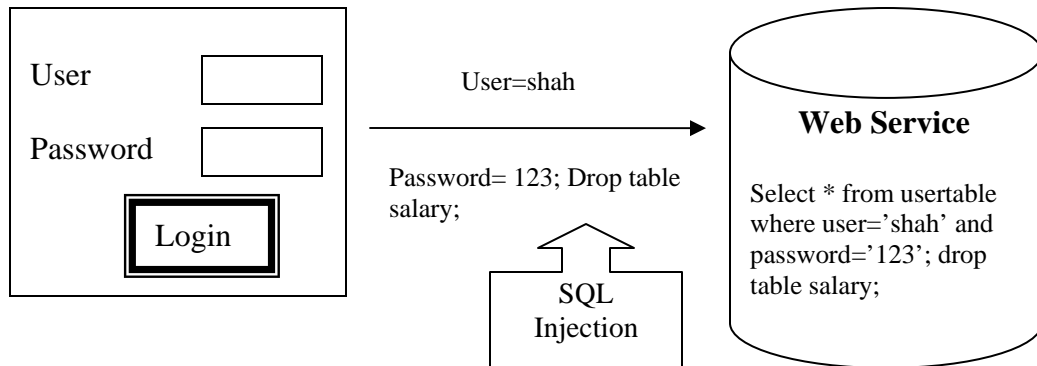 User
Password
Login
User=shah
Password= 123; Drop table
salary;
SQL
Injection
Web Service
Select * from usertable
where user=’shah’ and
password=’123’; drop
table salary;